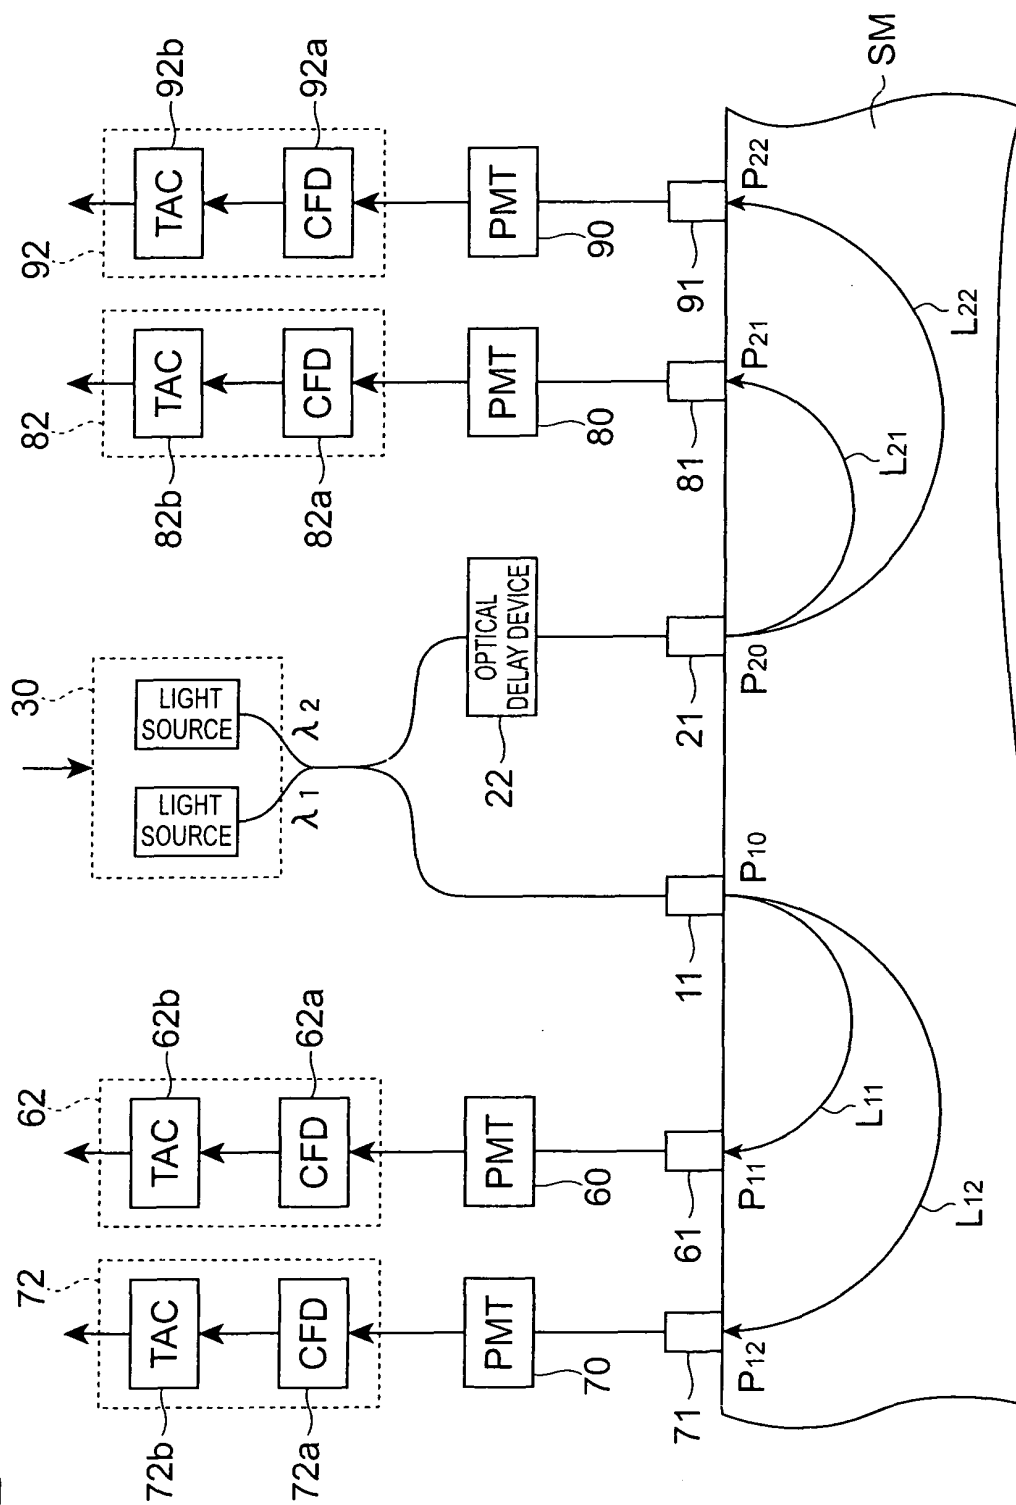 30
LIGHT
SOURCE
LIGHT
SOURCE
λ1
λ2
72
62
82
92
72b
TAC
TAC
62b
82b
TAC
TAC
92b
72a
CFD
CFD
62a
82a
CFD
CFD
92a
70
PMT
60
PMT
22
OPTICAL
DELAY DEVICE
80
PMT
90
PMT
71
61
11
21
81
91
P12
P11
P10
P20
P21
P22
SM
L11
L12
L21
L22